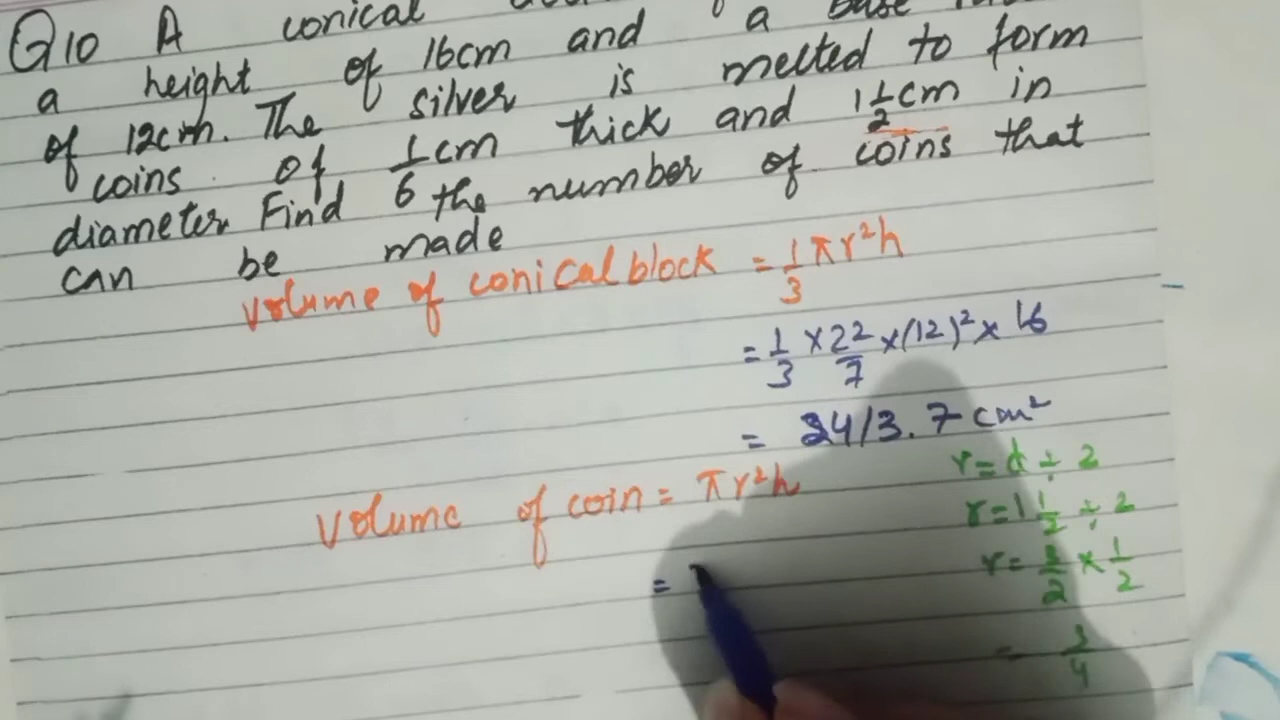 Q10 A conical a base
a height of 16cm and
of 12cm. The silver is melted to form
coins of 1/6 cm thick and 1 1/2 cm in
diameter. Find the number of coins that
can be made
volume of conical block = 1/3 πr²h
= 1/3 × 22/7 × (12)² × 16
= 2413.7 cm²
r = d ÷ 2
volume of coin = πr²h
r = 1 1/2 ÷ 2
r = 3/2 × 1/2
=
= 3/4